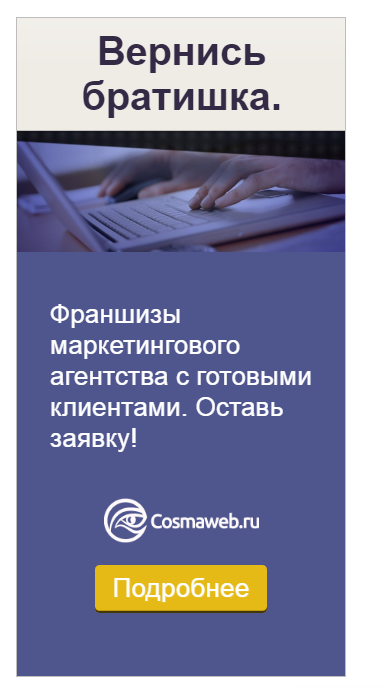 Вернись
братишка.
Франшизы
маркетингового
агентства с готовыми
клиентами. Оставь
заявку!
Cosmaweb.ru
Подробнее